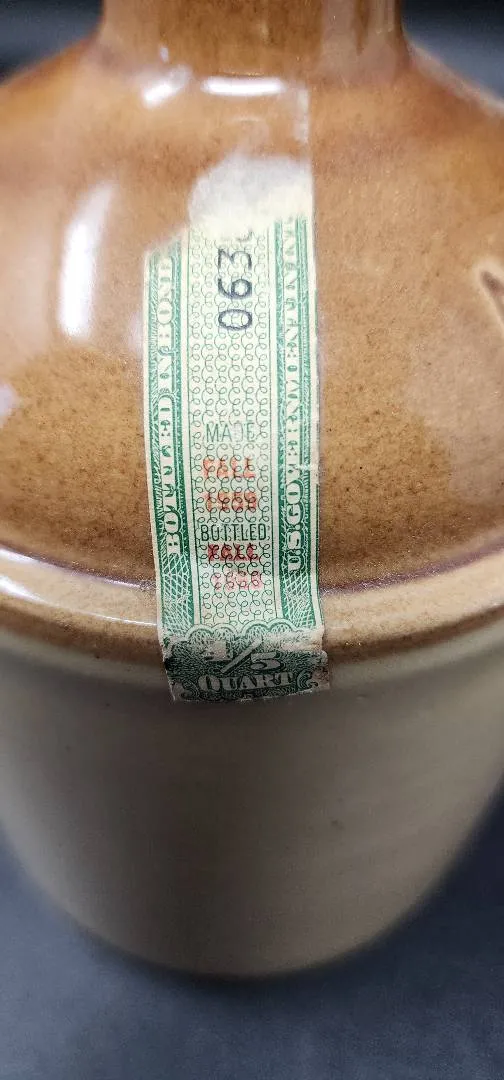 BOTTLED IN BOND
063
MADE
FALL
BOTTLED
FALL
U.S GOVERNMENT
4/5
QUART